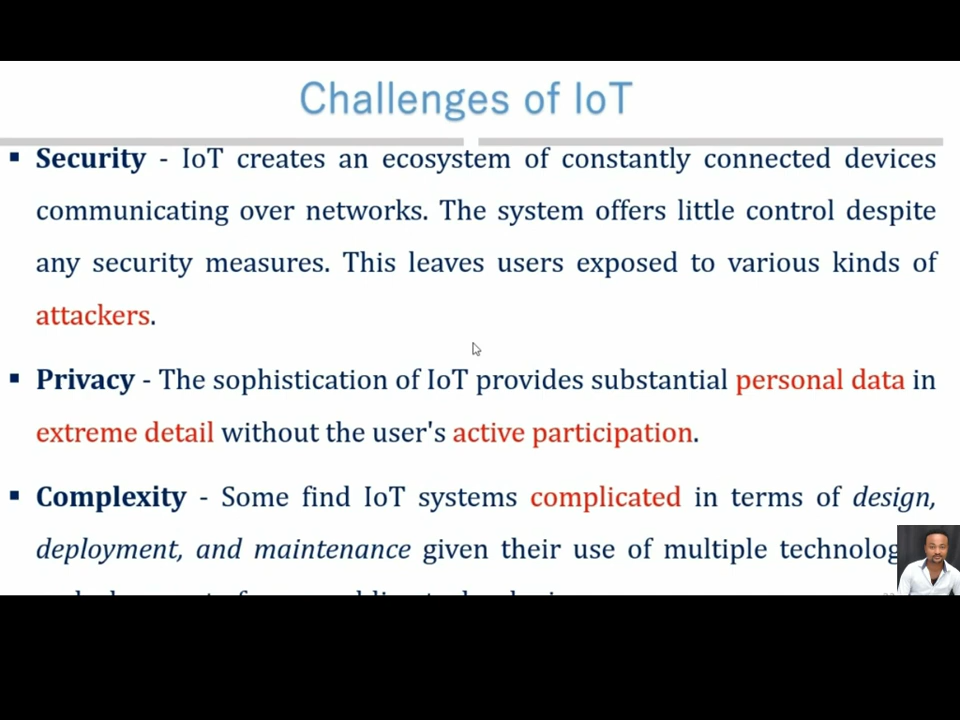 Challenges of IoT
▪ Security - IoT creates an ecosystem of constantly connected devices
communicating over networks. The system offers little control despite
any security measures. This leaves users exposed to various kinds of
attackers.
▪ Privacy - The sophistication of IoT provides substantial personal data in
extreme detail without the user's active participation.
▪ Complexity - Some find IoT systems complicated in terms of design,
deployment, and maintenance given their use of multiple